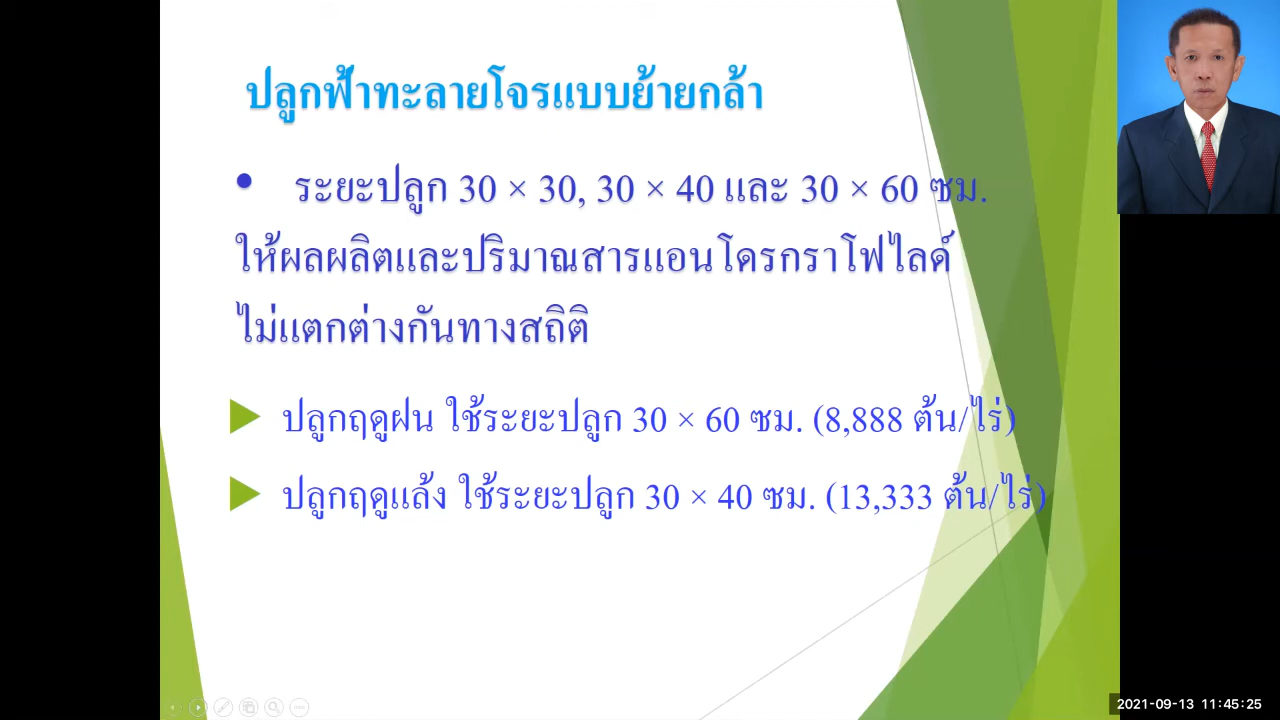 ปลูกฟ้าทะลายโจรแบบย้ายกล้า
• ระยะปลูก 30 × 30, 30 × 40 และ 30 × 60 ซม.
ให้ผลผลิตและปริมาณสารแอนโดรกราโฟไลด์
ไม่แตกต่างกันทางสถิติ
ปลูกฤดูฝน ใช้ระยะปลูก 30 × 60 ซม. (8,888 ต้น/ไร่)
ปลูกฤดูแล้ง ใช้ระยะปลูก 30 × 40 ซม. (13,333 ต้น/ไร่)
2021-09-13 11:45:25